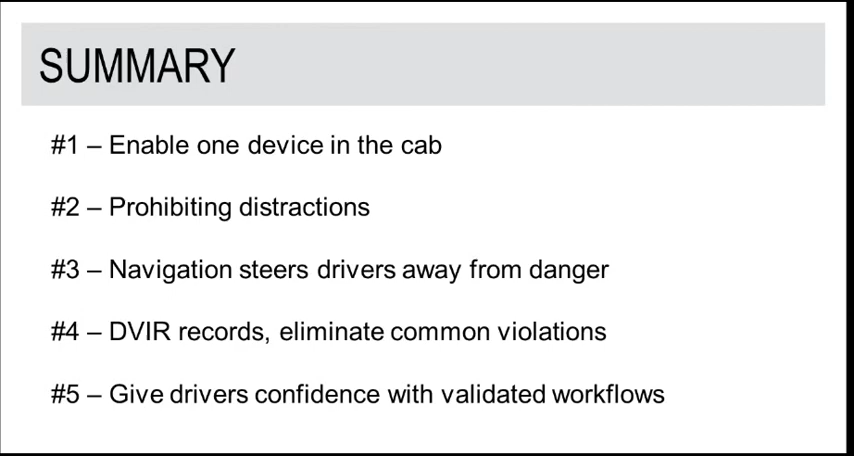 SUMMARY
#1 – Enable one device in the cab
#2 – Prohibiting distractions
#3 – Navigation steers drivers away from danger
#4 – DVIR records, eliminate common violations
#5 – Give drivers confidence with validated workflows